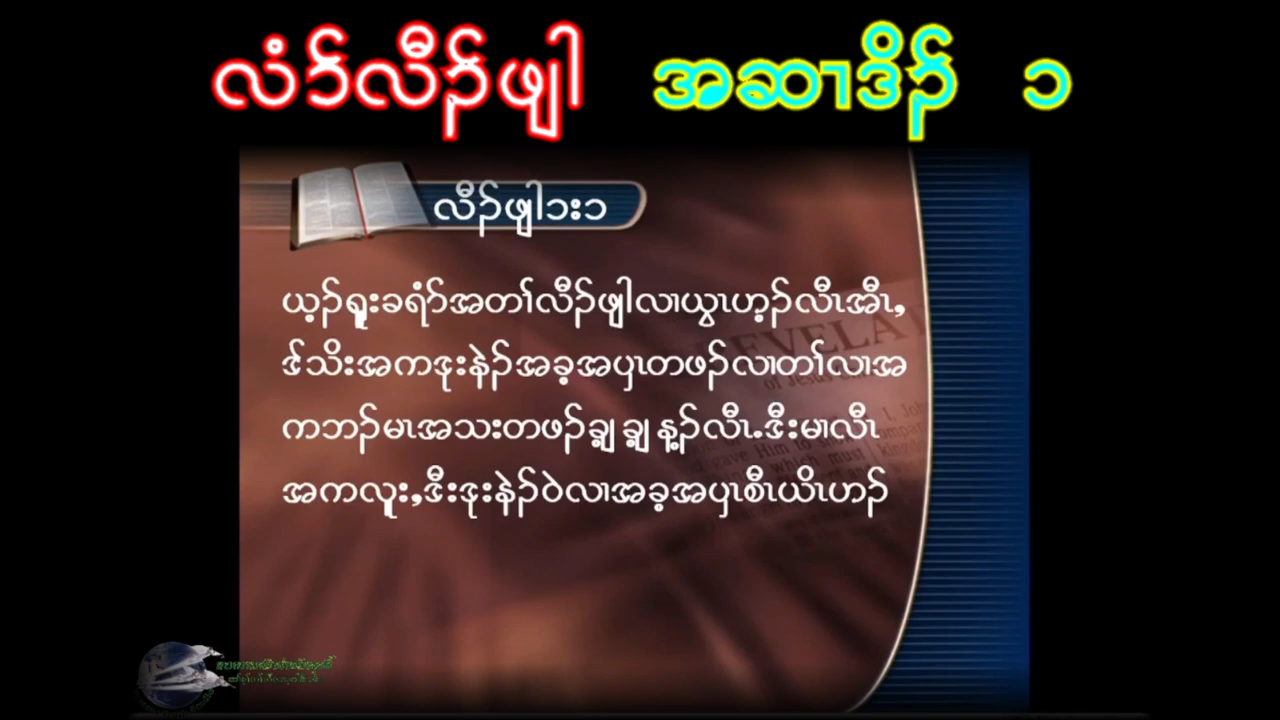 လံာ်လီၣ်ဖျါ အဆၢဒိၣ် ၁
လီၣ်ဖျါ၁း၁
ယ့ၣ်ရူးခရံာ်အတၢ်လီၣ်ဖျါလၢယွၤဟ့ၣ်လီၤအီၤ,
ဒ်သိးအကဒုးနဲၣ်အခ့အပှၤတဖၣ်လၢတၢ်လၢအ
ကဘၣ်မၤအသးတဖၣ်ချ့ချ့န့ၣ်လီၤ.ဒီးမၢလီၤ
အကလူး,ဒီးဒုးနဲၣ်ဝဲလၢအခ့အပှၤစီၤယိၤဟၣ်
EVELA
of Jesus